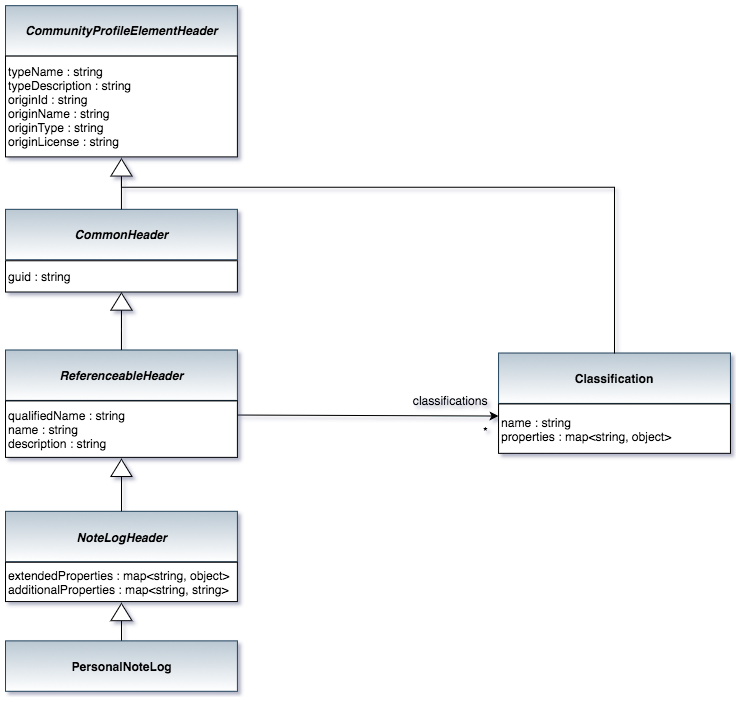 CommunityProfileElementHeader
typeName : string
typeDescription : string
originId : string
originName : string
originType : string
originLicense : string
CommonHeader
guid : string
ReferenceableHeader
qualifiedName : string
name : string
description : string
classifications
*
Classification
name : string
properties : map<string, object>
NoteLogHeader
extendedProperties : map<string, object>
additionalProperties : map<string, string>
PersonalNoteLog